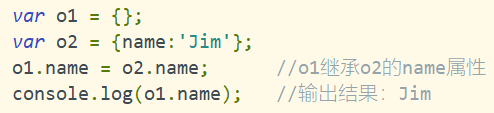 var o1 = {};
var o2 = {name:'Jim'};
o1.name = o2.name;      //o1继承o2的name属性
console.log(o1.name);   //输出结果：Jim